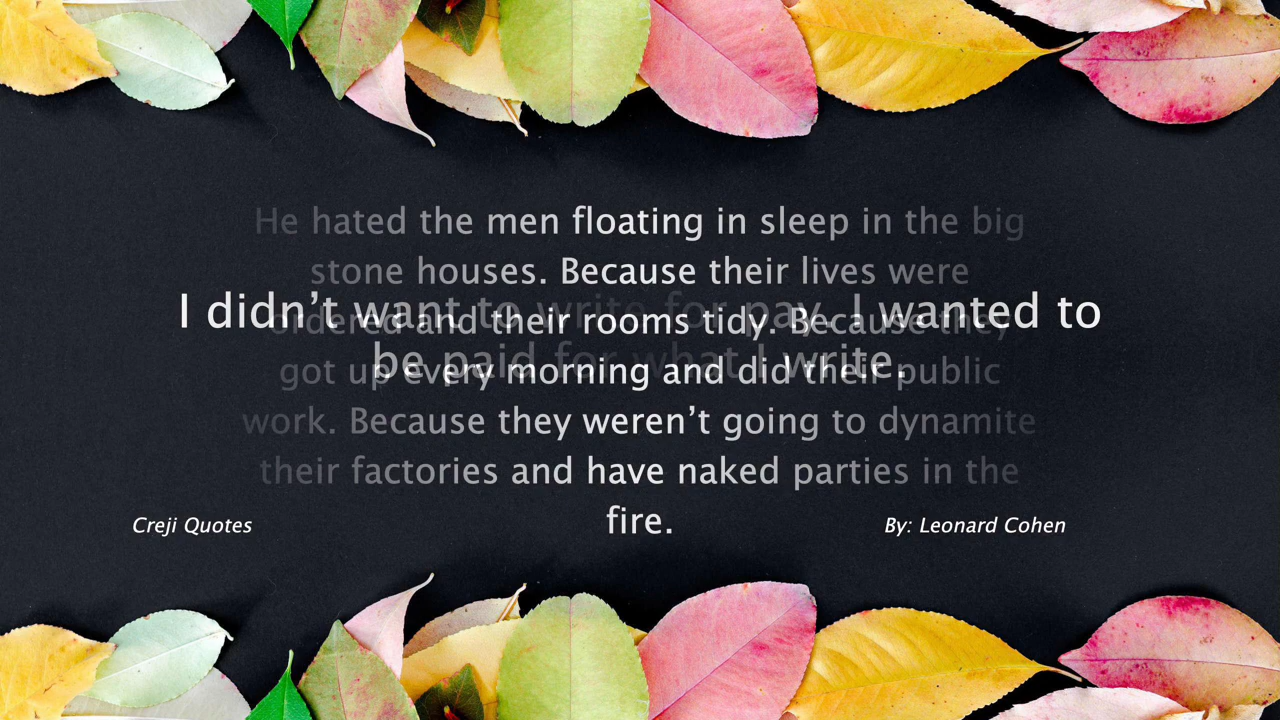 He hated the men floating in sleep in the big
stone houses. Because their lives were
ordered and their rooms tidy. Because they
got up every morning and did their public
work. Because they weren’t going to dynamite
their factories and have naked parties in the
fire.
I didn’t want to write for pay. I wanted to
be paid for what I write.
Creji Quotes
By: Leonard Cohen